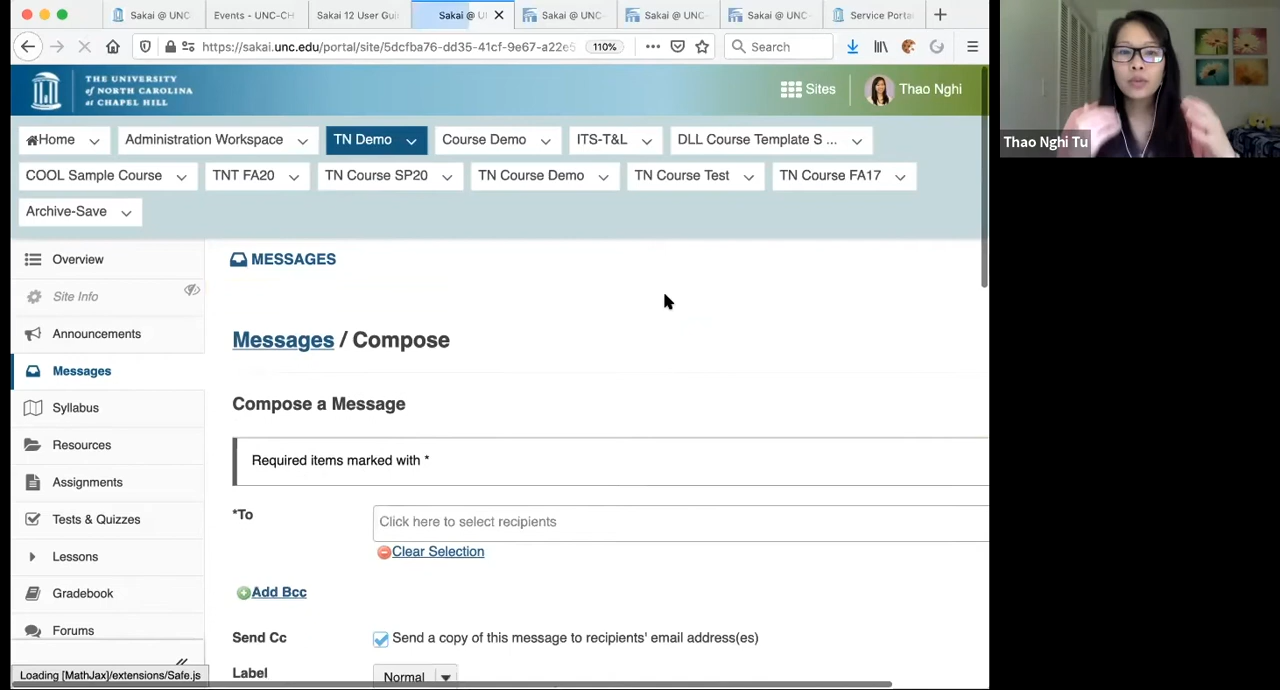 Sakai @ UNC
Events - UNC-CH
Sakai 12 User Gui
Sakai @ U
Sakai @ UNC
Sakai @ UNC
Sakai @ UNC
Service Porta
https://sakai.unc.edu/portal/site/5dcfba76-dd35-41cf-9e67-a22e5
110%
Search
THE UNIVERSITY
of NORTH CAROLINA
at CHAPEL HILL
Sites
Thao Nghi
Thao Nghi Tu
Home
Administration Workspace
TN Demo
Course Demo
ITS-T&L
DLL Course Template S ...
COOL Sample Course
TNT FA20
TN Course SP20
TN Course Demo
TN Course Test
TN Course FA17
Archive-Save
Overview
Site Info
Announcements
Messages
Syllabus
Resources
Assignments
Tests & Quizzes
Lessons
Gradebook
Forums
MESSAGES
Messages / Compose
Compose a Message
Required items marked with *
*To
Click here to select recipients
Clear Selection
Add Bcc
Send Cc
Send a copy of this message to recipients' email address(es)
Label
Normal
Loading [MathJax]/extensions/Safe.js